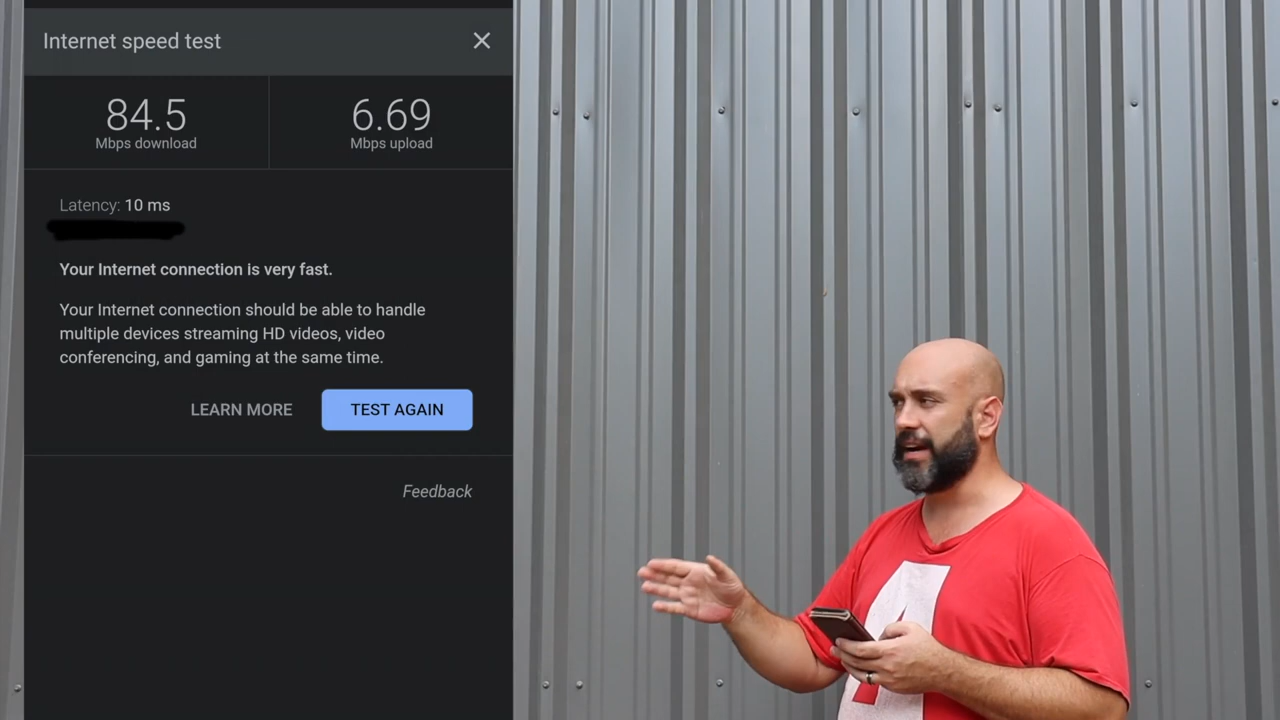 Internet speed test
84.5
Mbps download
6.69
Mbps upload
Latency: 10 ms
Your Internet connection is very fast.
Your Internet connection should be able to handle
multiple devices streaming HD videos, video
conferencing, and gaming at the same time.
LEARN MORE
TEST AGAIN
Feedback
A